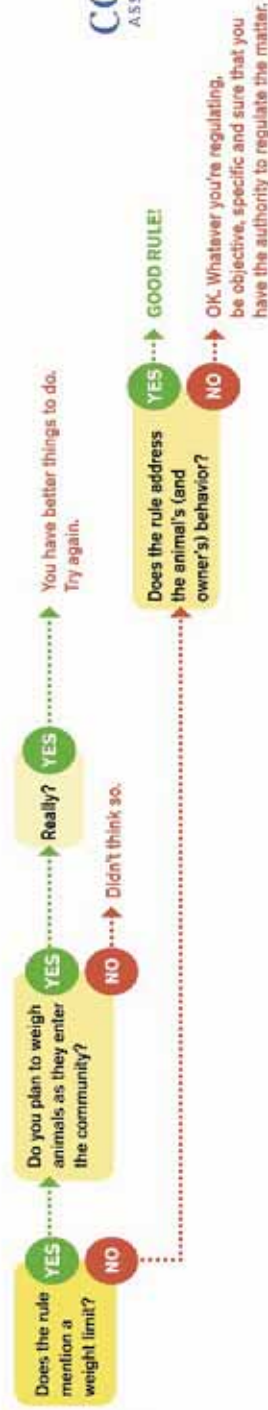 Does the rule
mention a
weight limit?
YES
NO
Do you plan to weigh
animals as they enter
the community?
YES
NO
Didn't think so.
Really?
YES
You have better things to do.
Try again.
Does the rule address
the animal's (and
owner's) behavior?
YES
GOOD RULE!
NO
OK. Whatever you're regulating,
be objective, specific and sure that you
have the authority to regulate the matter.